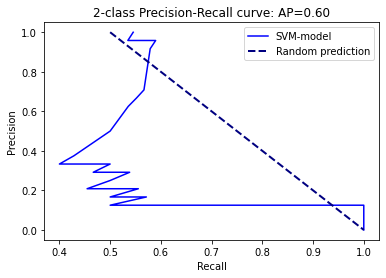 2-class Precision-Recall curve: AP=0.60
SVM-model
Random prediction
Precision
1.0
0.8
0.6
0.4
0.2
0.0
0.4 0.5 0.6 0.7 0.8 0.9 1.0
Recall